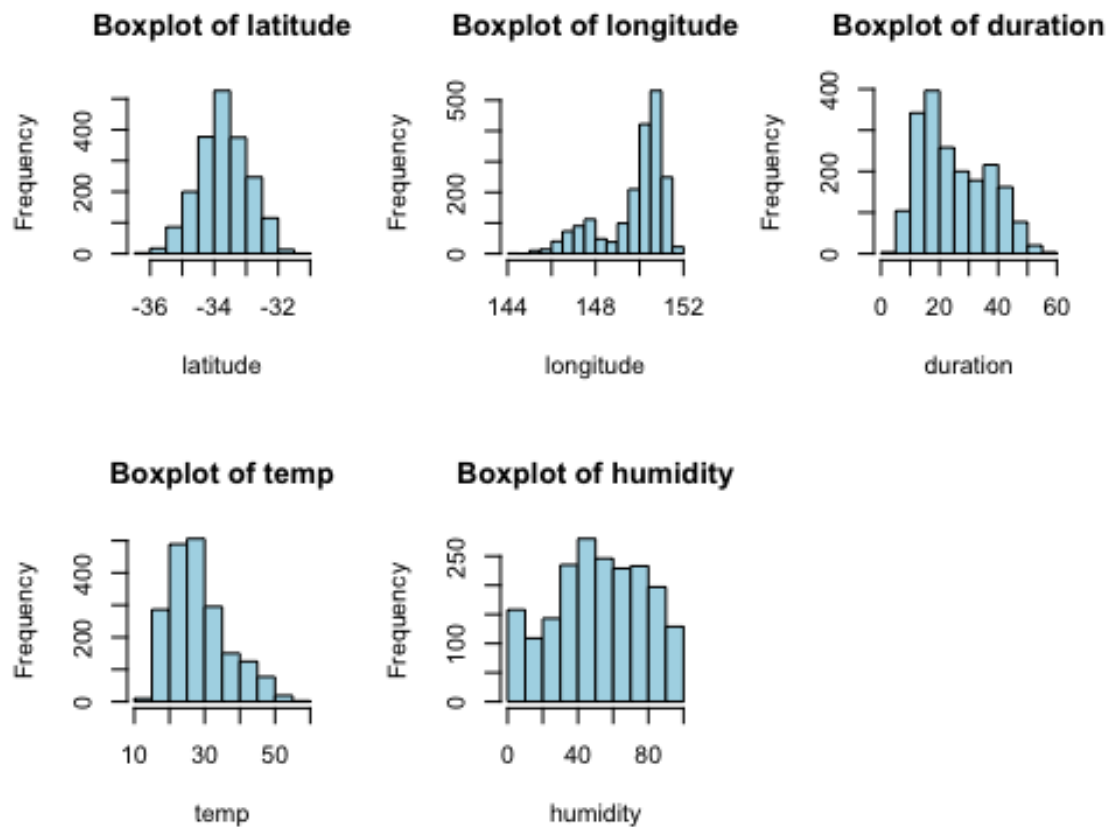 Boxplot of latitude
Frequency
0 200 400
-36 -34 -32
latitude
Boxplot of longitude
Frequency
0 200 500
144 148 152
longitude
Boxplot of duration
Frequency
0 200 400
0 20 40 60
duration
Boxplot of temp
Frequency
0 200 400
10 30 50
temp
Boxplot of humidity
Frequency
0 100 250
0 40 80
humidity